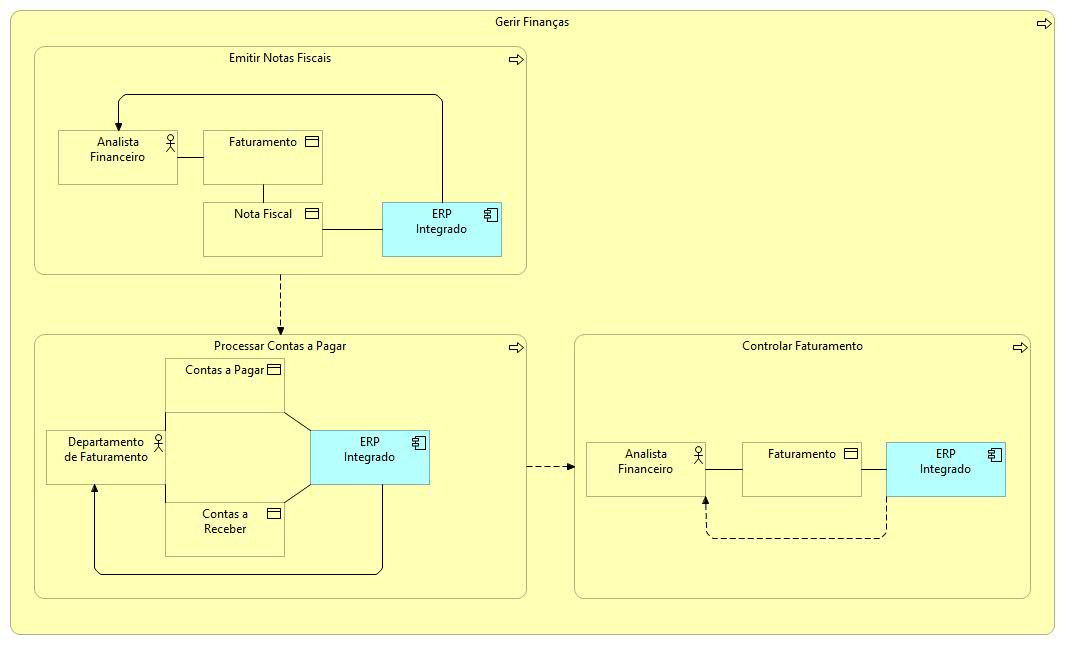 Gerir Finanças
Emitir Notas Fiscais
Analista
Financeiro
Faturamento
Nota Fiscal
ERP
Integrado
Processar Contas a Pagar
Contas a Pagar
Departamento
de Faturamento
ERP
Integrado
Contas a
Receber
Controlar Faturamento
Analista
Financeiro
Faturamento
ERP
Integrado